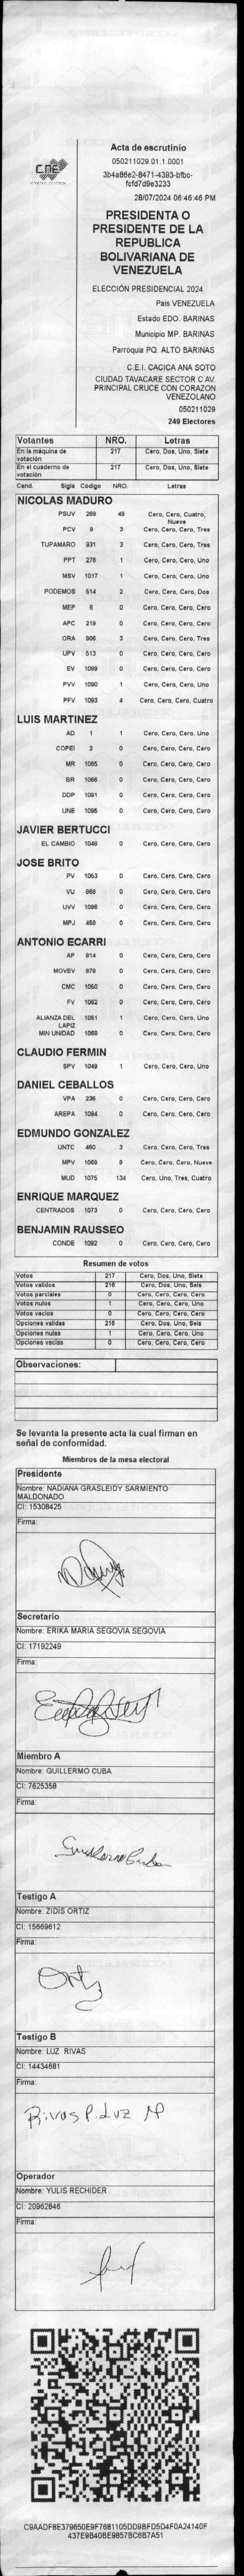 CNE
Acta de escrutinio
050211029.01.1.0001
3b4a86e2-8471-4393-bfbc-
fcfd7d9e3233
28/07/2024 06:46:46 PM
PRESIDENTA O
PRESIDENTE DE LA
REPUBLICA
BOLIVARIANA DE
VENEZUELA
ELECCIÓN PRESIDENCIAL 2024
Pais VENEZUELA
Estado EDO. BARINAS
Municipio MP. BARINAS
Parroquia PQ. ALTO BARINAS
C.E.I. CACICA ANA SOTO
CIUDAD TAVACARE SECTOR C AV.
PRINCIPAL CRUCE CON CORAZON
VENEZOLANO
050211029
249 Electores
Votantes NRO. Letras
En la máquina de votación 217 Cero, Dos, Uno, Siete
En el cuaderno de votación 217 Cero, Dos, Uno, Siete
Cand. Sigla Código NRO. Letras
NICOLAS MADURO
PSUV 269 49 Cero, Cero, Cuatro, Nueve
PCV 9 3 Cero, Cero, Cero, Tres
TUPAMARO 931 3 Cero, Cero, Cero, Tres
PPT 276 1 Cero, Cero, Cero, Uno
MSV 1017 1 Cero, Cero, Cero, Uno
PODEMOS 514 2 Cero, Cero, Cero, Dos
MEP 6 0 Cero, Cero, Cero, Cero
APC 219 0 Cero, Cero, Cero, Cero
ORA 906 3 Cero, Cero, Cero, Tres
UPV 513 0 Cero, Cero, Cero, Cero
EV 1089 0 Cero, Cero, Cero, Cero
PVV 1090 1 Cero, Cero, Cero, Uno
PFV 1093 4 Cero, Cero, Cero, Cuatro
LUIS MARTINEZ
AD 1 1 Cero, Cero, Cero, Uno
COPEI 2 0 Cero, Cero, Cero, Cero
MR 1065 0 Cero, Cero, Cero, Cero
BR 1066 0 Cero, Cero, Cero, Cero
DDP 1091 0 Cero, Cero, Cero, Cero
UNE 1095 0 Cero, Cero, Cero, Cero
JAVIER BERTUCCI
EL CAMBIO 1048 0 Cero, Cero, Cero, Cero
JOSE BRITO
PV 1053 0 Cero, Cero, Cero, Cero
VU 868 0 Cero, Cero, Cero, Cero
UVV 1096 0 Cero, Cero, Cero, Cero
MPJ 458 0 Cero, Cero, Cero, Cero
ANTONIO ECARRI
AP 814 0 Cero, Cero, Cero, Cero
MOVEV 878 0 Cero, Cero, Cero, Cero
CMC 1050 0 Cero, Cero, Cero, Cero
FV 1062 0 Cero, Cero, Cero, Cero
ALIANZA DEL LAPIZ 1051 1 Cero, Cero, Cero, Uno
MIN UNIDAD 1068 0 Cero, Cero, Cero, Cero
CLAUDIO FERMIN
SPV 1049 1 Cero, Cero, Cero, Uno
DANIEL CEBALLOS
VPA 236 0 Cero, Cero, Cero, Cero
AREPA 1094 0 Cero, Cero, Cero, Cero
EDMUNDO GONZALEZ
UNTC 460 3 Cero, Cero, Cero, Tres
MPV 1069 9 Cero, Cero, Cero, Nueve
MUD 1075 134 Cero, Uno, Tres, Cuatro
ENRIQUE MARQUEZ
CENTRADOS 1073 0 Cero, Cero, Cero, Cero
BENJAMIN RAUSSEO
CONDE 1092 0 Cero, Cero, Cero, Cero
Resumen de votos
Votos 217 Cero, Dos, Uno, Siete
Votos validos 216 Cero, Dos, Uno, Seis
Votos parciales 0 Cero, Cero, Cero, Cero
Votos nulos 1 Cero, Cero, Cero, Uno
Votos vacios 0 Cero, Cero, Cero, Cero
Opciones validas 216 Cero, Dos, Uno, Seis
Opciones nulas 1 Cero, Cero, Cero, Uno
Opciones vacias 0 Cero, Cero, Cero, Cero
Observaciones:
Se levanta la presente acta la cual firman en
señal de conformidad.
Miembros de la mesa electoral
Presidente
Nombre: NADIANA GRASLEIDY SARMIENTO
MALDONADO
CI: 15308425
Firma:
Secretario
Nombre: ERIKA MARIA SEGOVIA SEGOVIA
CI: 17192249
Firma:
Miembro A
Nombre: GUILLERMO CUBA
CI: 7625358
Firma:
Guillermo Cuba
Testigo A
Nombre: ZIDIS ORTIZ
CI: 15669612
Firma:
Ortiz
Testigo B
Nombre: LUZ RIVAS
CI: 14434681
Firma:
Rivas P. Luz M
Operador
Nombre: YULIS RECHIDER
CI: 20962846
Firma:
C9AADF8E379650E9F7681105DD9BFD5D4F0A24140F
437E9B40BE9857BC6B7A51